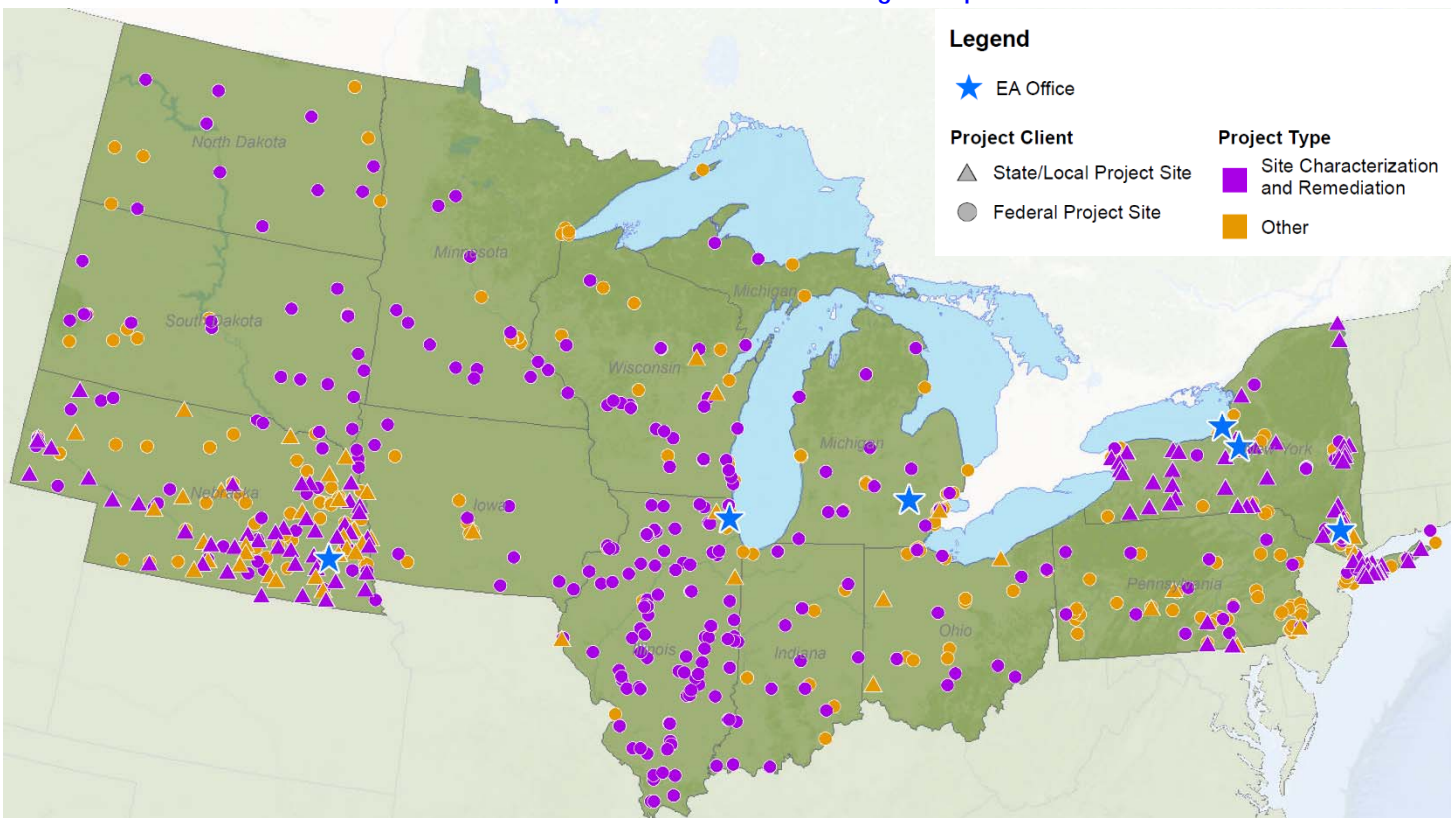 Legend
EA Office
Project Client
State/Local Project Site
Federal Project Site
Project Type
Site Characterization
and Remediation
Other
North Dakota
Minnesota
South Dakota
Michigan
Wisconsin
Michigan
New York
Nebraska
Iowa
Pennsylvania
Illinois
Indiana
Ohio